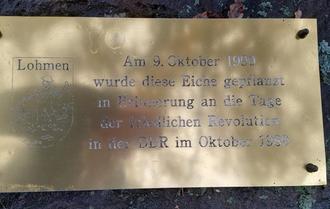 Lohmen
Am 9. Oktober
wurde diese Eiche gepflanzt
in Erinnerung an die Tage
der friedlichen Revolution
in der DDR im Oktober